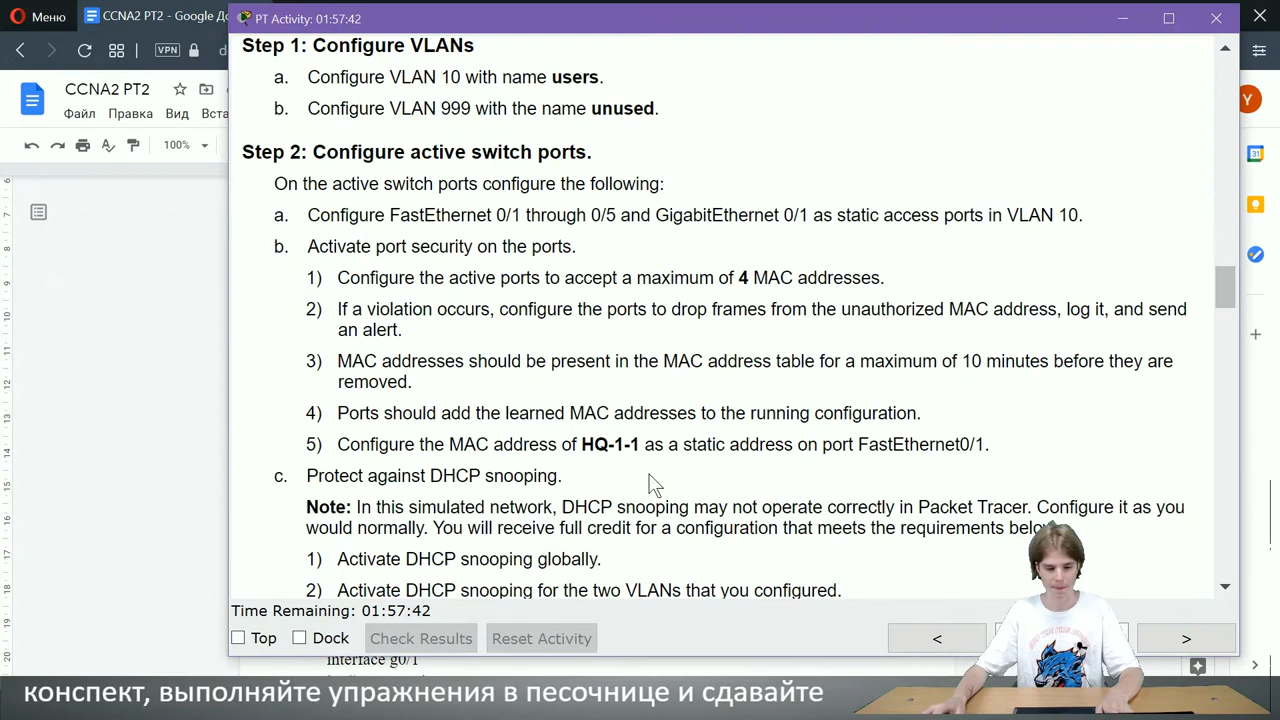 Меню
CCNA2 PT2 - Google До
PT Activity: 01:57:42
VPN
CCNA2 PT2
Файл Правка Вид Вста
100%
Step 1: Configure VLANs
a. Configure VLAN 10 with name users.
b. Configure VLAN 999 with the name unused.
Step 2: Configure active switch ports.
On the active switch ports configure the following:
a. Configure FastEthernet 0/1 through 0/5 and GigabitEthernet 0/1 as static access ports in VLAN 10.
b. Activate port security on the ports.
1) Configure the active ports to accept a maximum of 4 MAC addresses.
2) If a violation occurs, configure the ports to drop frames from the unauthorized MAC address, log it, and send
an alert.
3) MAC addresses should be present in the MAC address table for a maximum of 10 minutes before they are
removed.
4) Ports should add the learned MAC addresses to the running configuration.
5) Configure the MAC address of HQ-1-1 as a static address on port FastEthernet0/1.
c. Protect against DHCP snooping.
Note: In this simulated network, DHCP snooping may not operate correctly in Packet Tracer. Configure it as you
would normally. You will receive full credit for a configuration that meets the requirements
1) Activate DHCP snooping globally.
2) Activate DHCP snooping for the two VLANs that you configured.
Time Remaining: 01:57:42
Top Dock Check Results Reset Activity < >
interface g0/1
конспект, выполняйте упражнения в песочнице и сдавайте